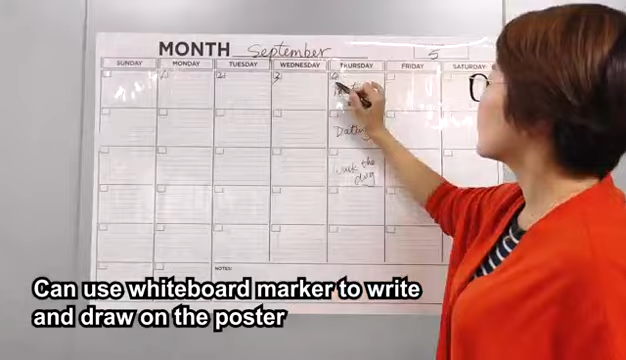 MONTH September
5
SUNDAY MONDAY TUESDAY WEDNESDAY THURSDAY FRIDAY SATURDAY
Dating
walk the
dog
NOTES:
Can use whiteboard marker to write
and draw on the poster